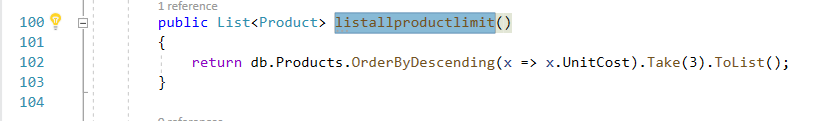 1 reference
100 public List<Product> listallproductlimit()
101 {
102 return db.Products.OrderByDescending(x => x.UnitCost).Take(3).ToList();
103 }
104
0 references